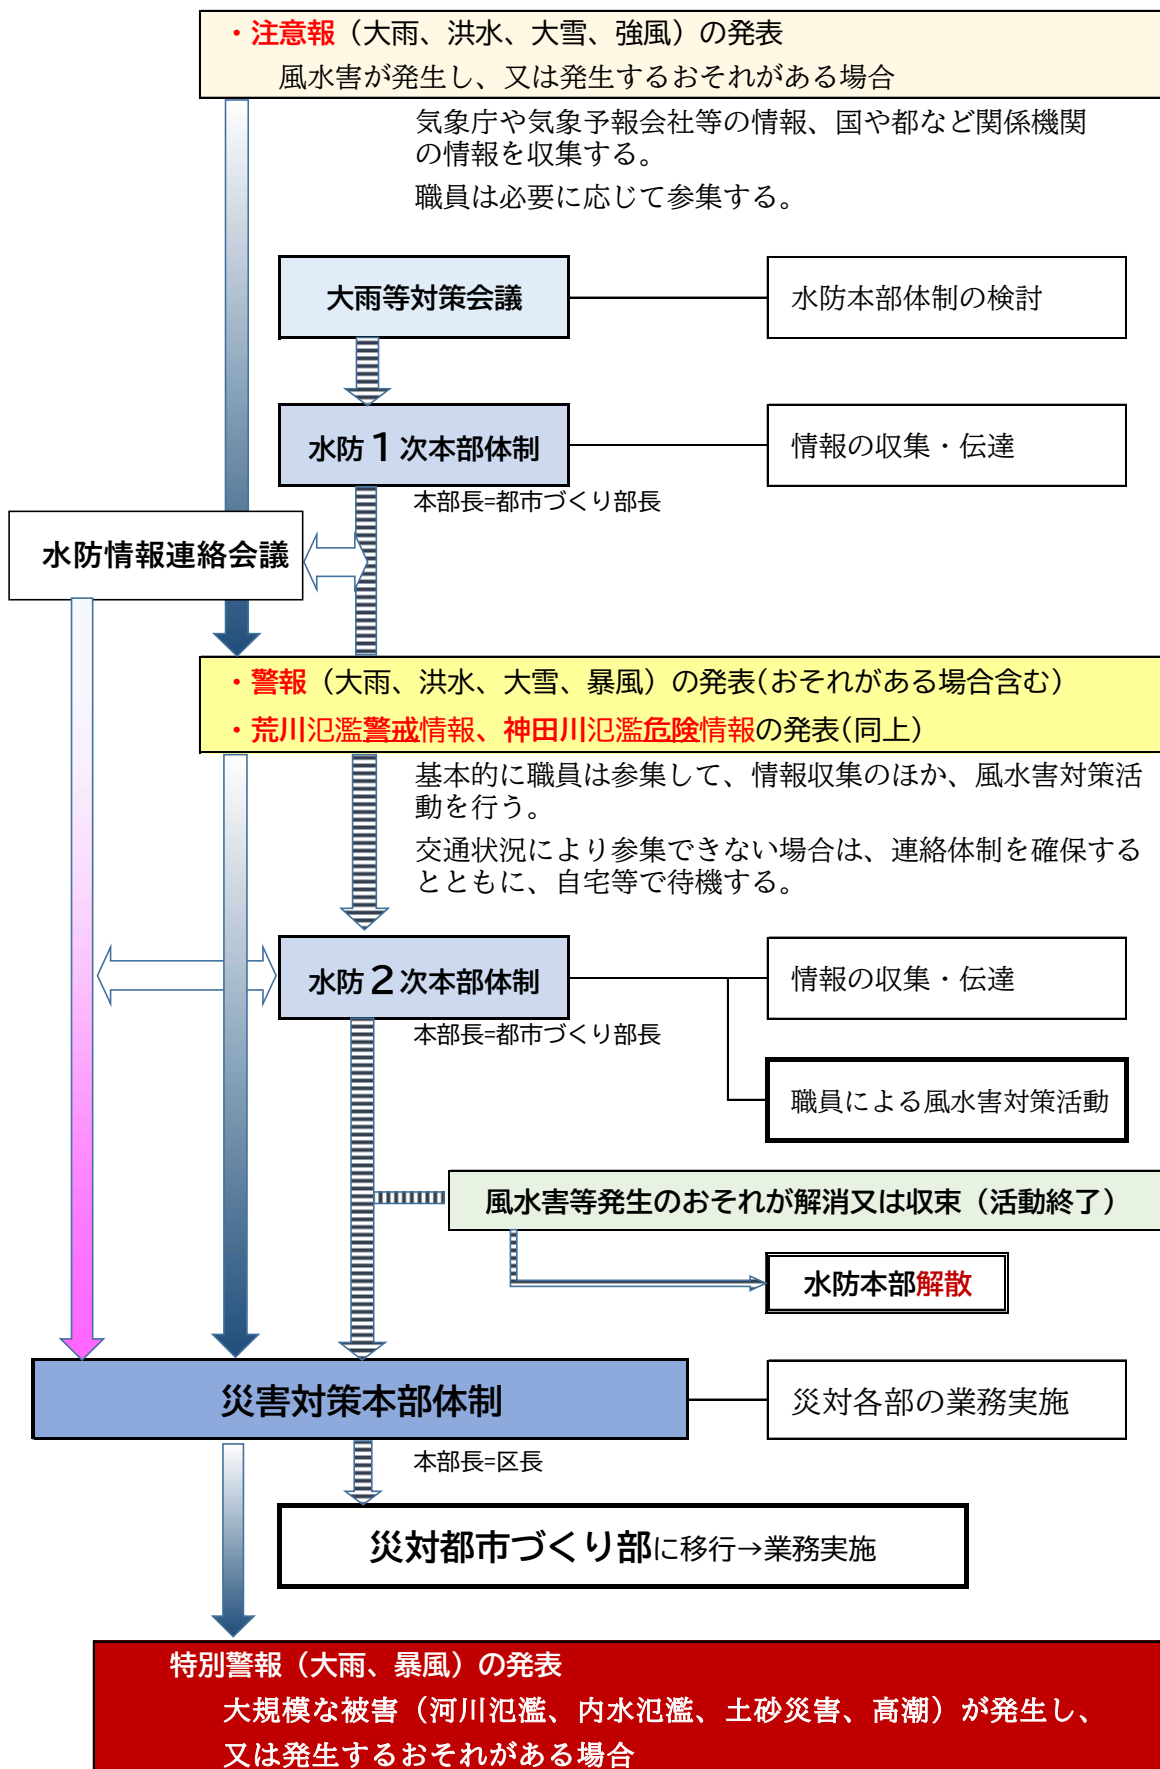 ・注意報（大雨、洪水、大雪、強風）の発表
風水害が発生し、又は発生するおそれがある場合
気象庁や気象予報会社等の情報、国や都など関係機関
の情報を収集する。
職員は必要に応じて参集する。
大雨等対策会議
水防本部体制の検討
水防１次本部体制
情報の収集・伝達
本部長=都市づくり部長
水防情報連絡会議
・警報（大雨、洪水、大雪、暴風）の発表(おそれがある場合含む)
・荒川氾濫警戒情報、神田川氾濫危険情報の発表(同上)
基本的に職員は参集して、情報収集のほか、風水害対策活
動を行う。
交通状況により参集できない場合は、連絡体制を確保する
とともに、自宅等で待機する。
水防２次本部体制
情報の収集・伝達
本部長=都市づくり部長
職員による風水害対策活動
風水害等発生のおそれが解消又は収束（活動終了）
水防本部解散
災害対策本部体制
災対各部の業務実施
本部長=区長
災対都市づくり部に移行→業務実施
特別警報（大雨、暴風）の発表
大規模な被害（河川氾濫、内水氾濫、土砂災害、高潮）が発生し、
又は発生するおそれがある場合